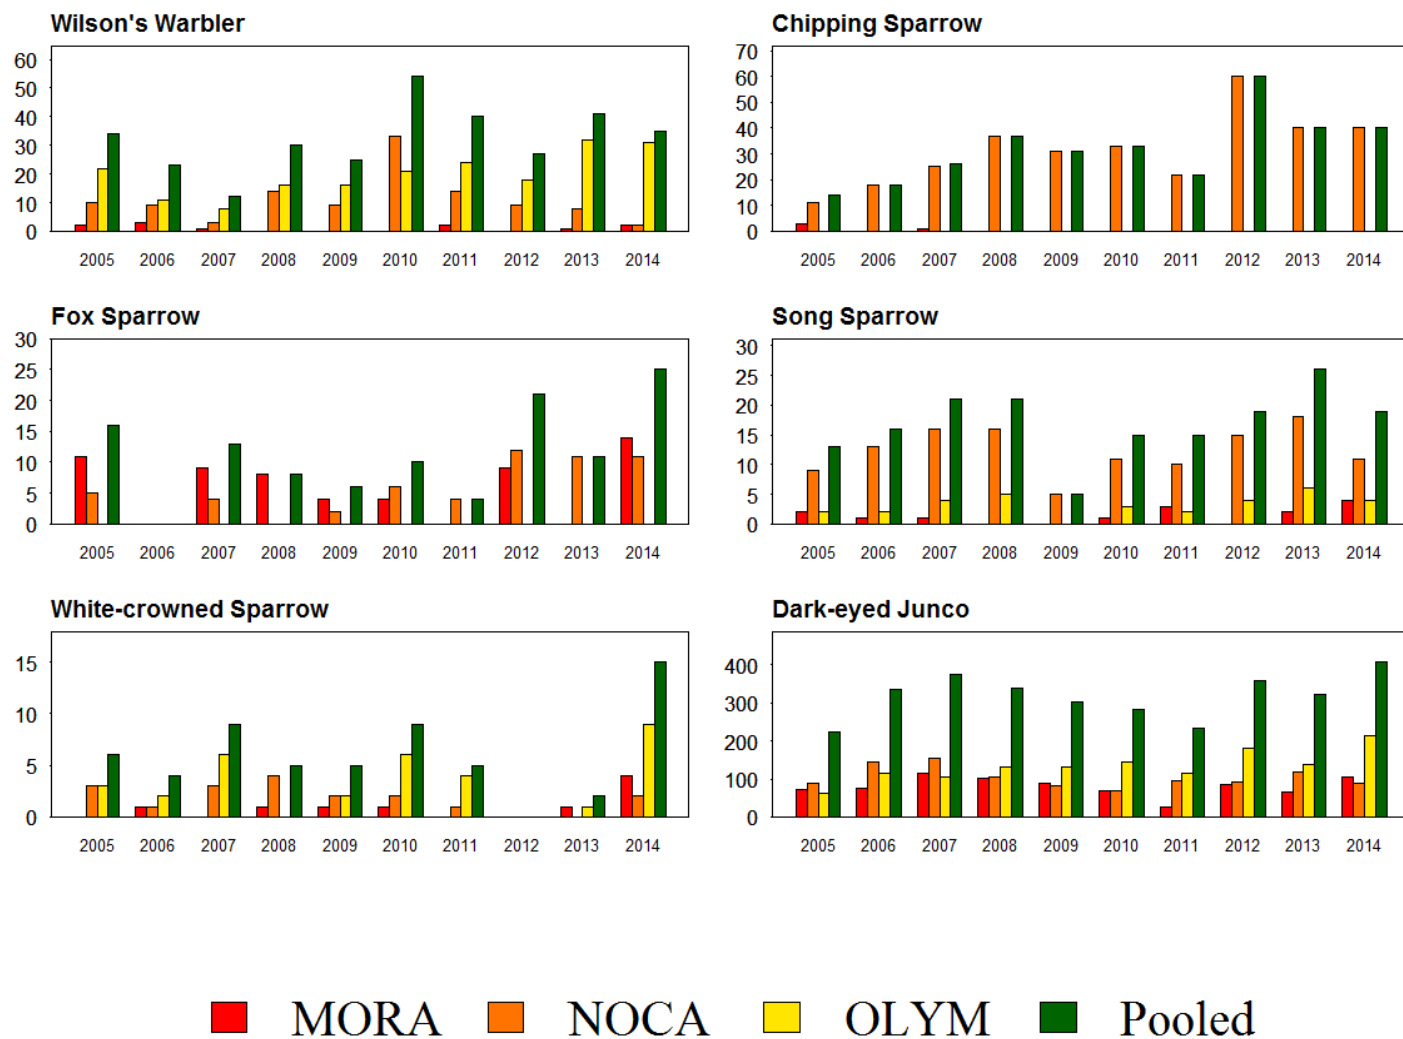 Wilson's Warbler
60
50
40
30
20
10
0
2005 2006 2007 2008 2009 2010 2011 2012 2013 2014
Chipping Sparrow
70
60
50
40
30
20
10
0
2005 2006 2007 2008 2009 2010 2011 2012 2013 2014
Fox Sparrow
30
25
20
15
10
5
0
2005 2006 2007 2008 2009 2010 2011 2012 2013 2014
Song Sparrow
30
25
20
15
10
5
0
2005 2006 2007 2008 2009 2010 2011 2012 2013 2014
White-crowned Sparrow
15
10
5
0
2005 2006 2007 2008 2009 2010 2011 2012 2013 2014
Dark-eyed Junco
400
300
200
100
0
2005 2006 2007 2008 2009 2010 2011 2012 2013 2014
MORA NOCA OLYM Pooled